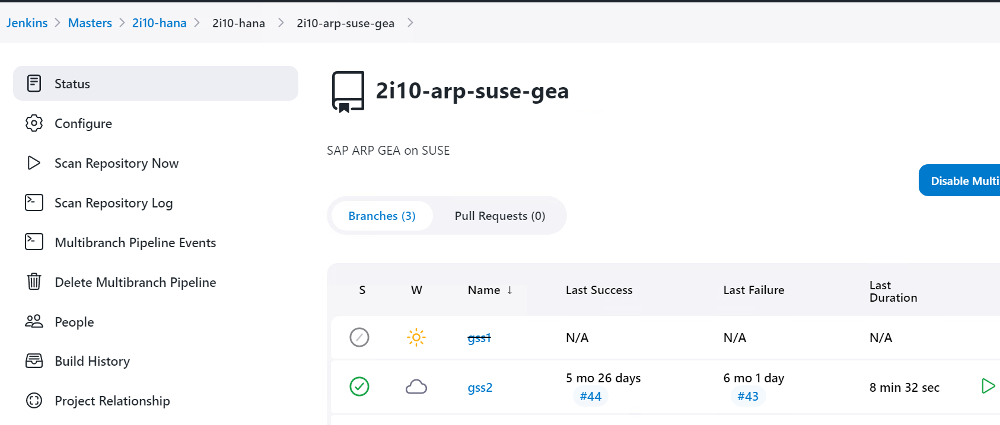 Jenkins > Masters > 2i10-hana > 2i10-hana > 2i10-arp-suse-gea >
Status
Configure
Scan Repository Now
Scan Repository Log
Multibranch Pipeline Events
Delete Multibranch Pipeline
People
Build History
Project Relationship
2i10-arp-suse-gea
SAP ARP GEA on SUSE
Disable Multi
Branches (3) Pull Requests (0)
S W Name ↓ Last Success Last Failure Last Duration
gss1 N/A N/A N/A
gss2 5 mo 26 days #44 6 mo 1 day #43 8 min 32 sec